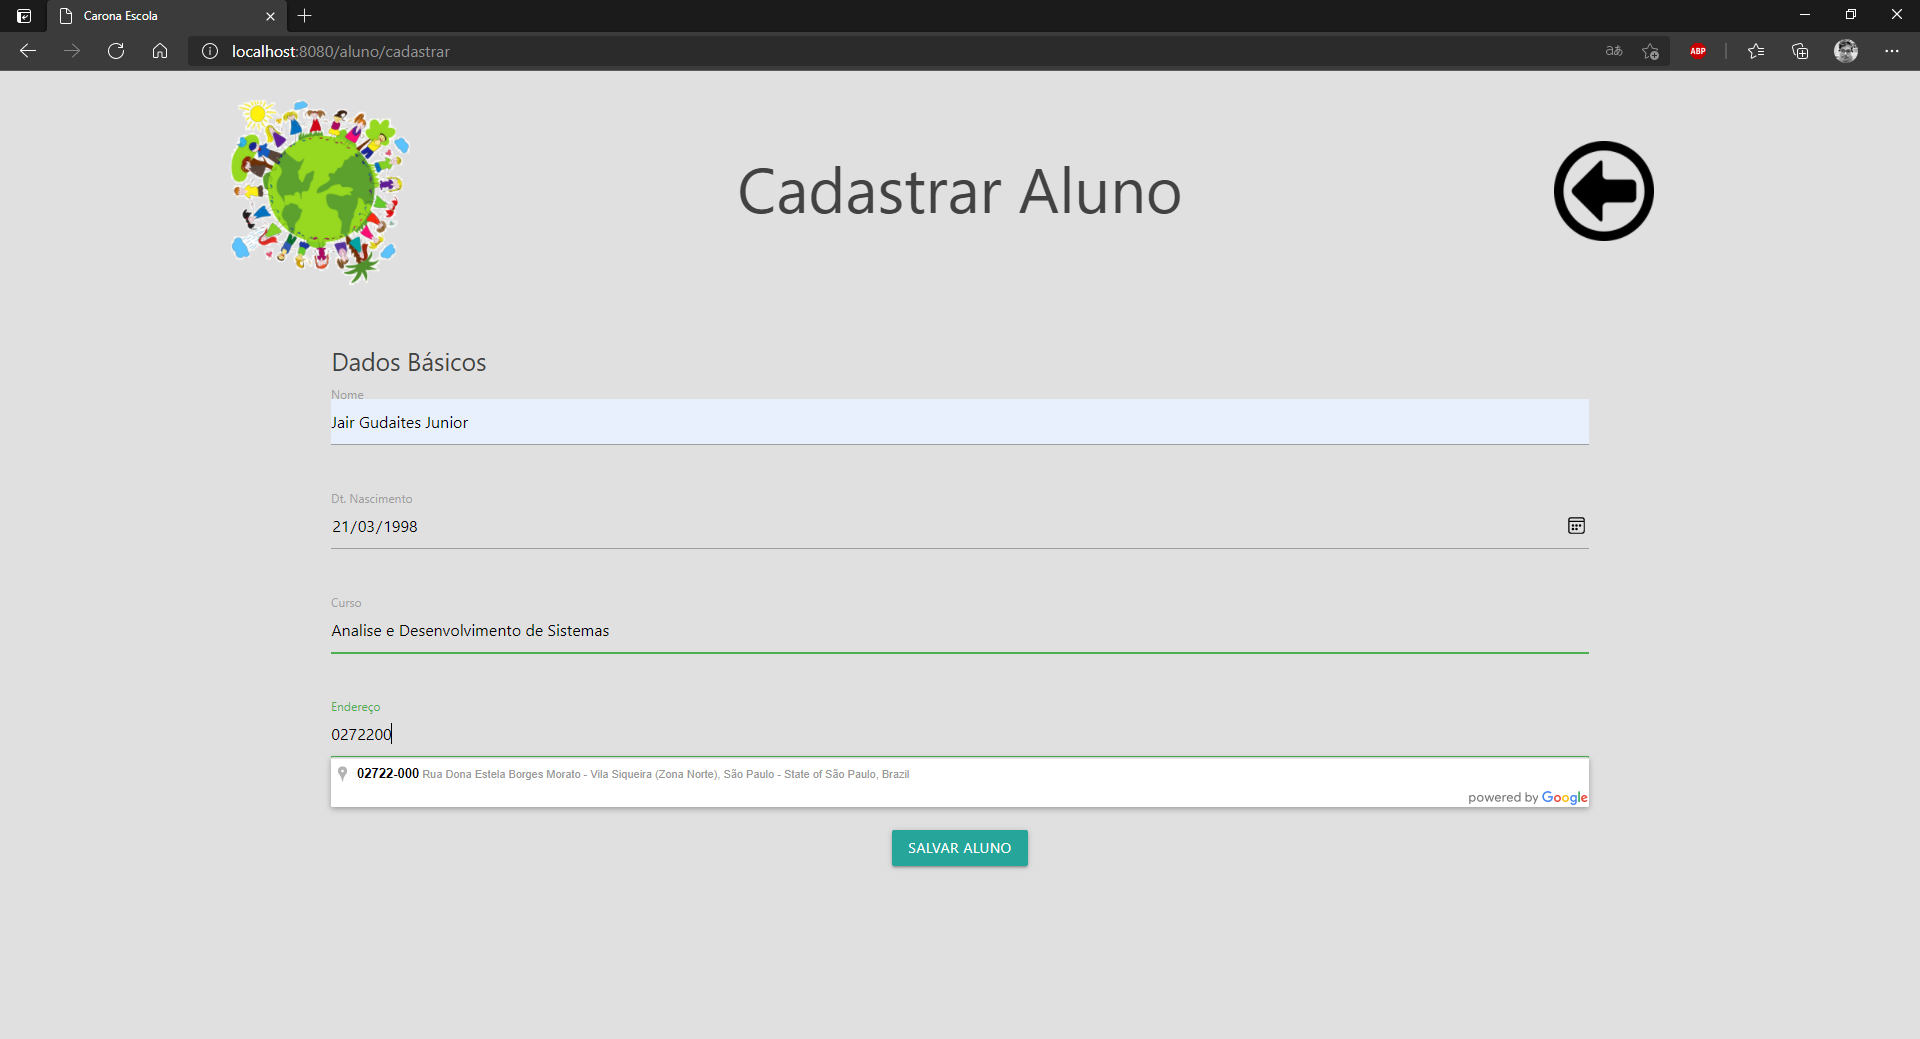 Carona Escola
localhost:8080/aluno/cadastrar
aあ
ABP
Cadastrar Aluno
Dados Básicos
Nome
Jair Gudaites Junior
Dt. Nascimento
21/03/1998
Curso
Analise e Desenvolvimento de Sistemas
Endereço
0272200
02722-000 Rua Dona Estela Borges Morato - Vila Siqueira (Zona Norte), São Paulo - State of São Paulo, Brazil
powered by Google
SALVAR ALUNO